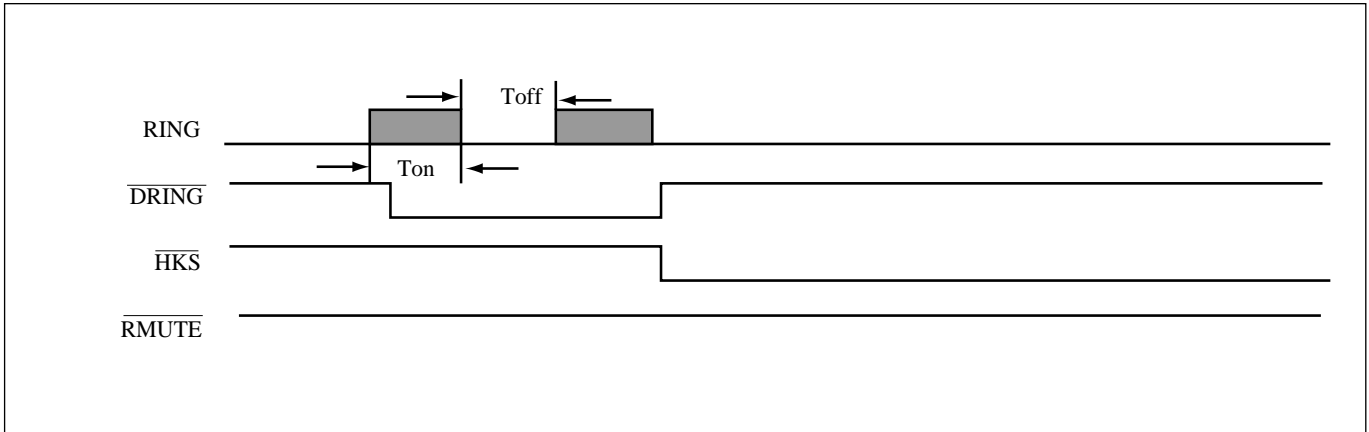 Toff
RING
Ton
DRING
HKS
RMUTE